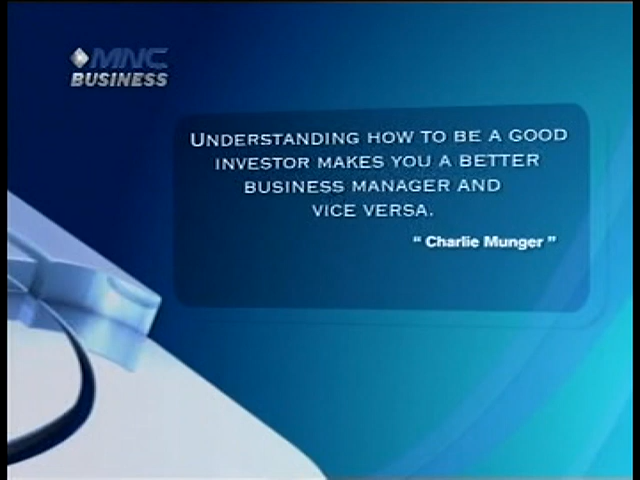 MNC
BUSINESS
UNDERSTANDING HOW TO BE A GOOD
INVESTOR MAKES YOU A BETTER
BUSINESS MANAGER AND
VICE VERSA.
“ Charlie Munger ”